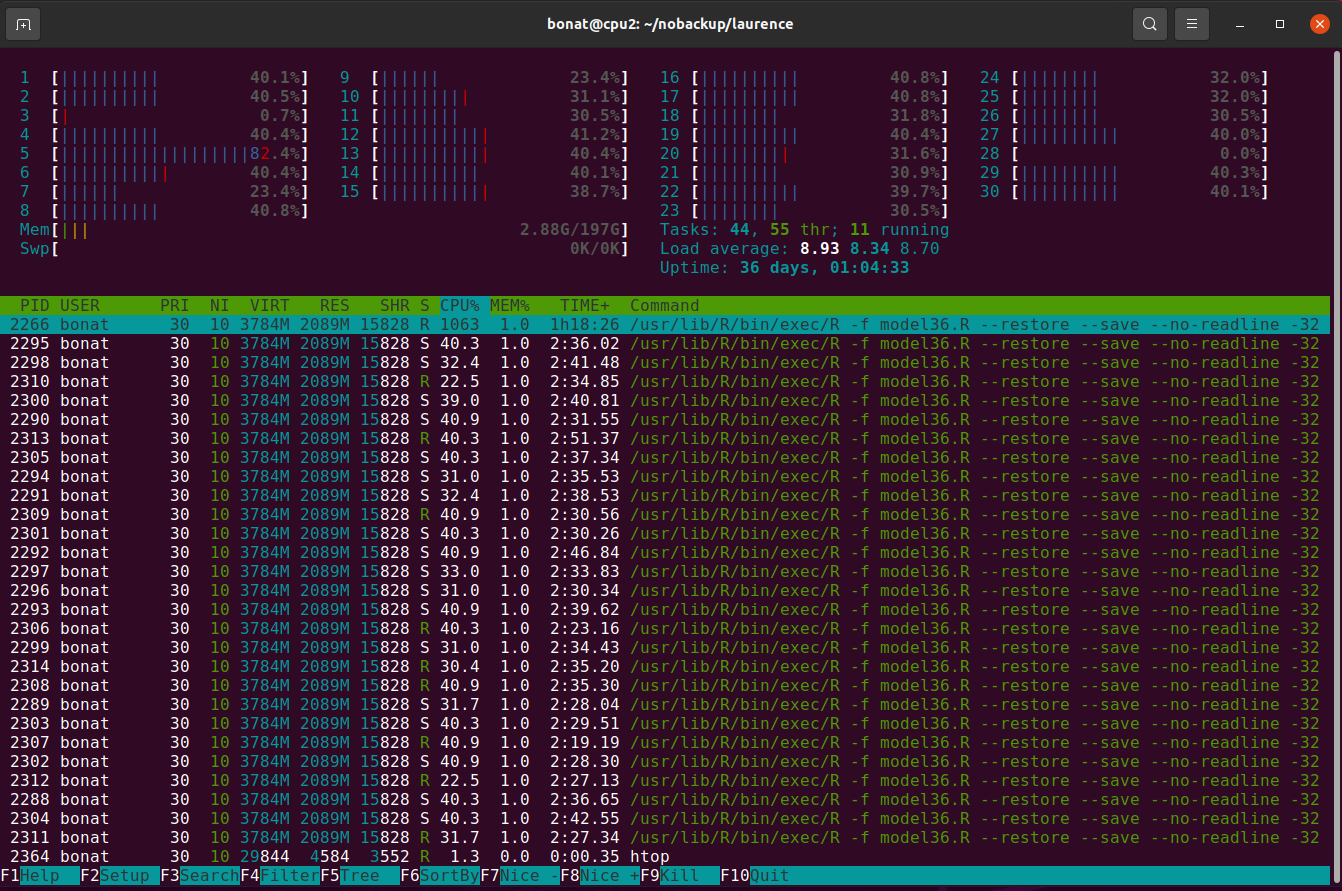 bonat@cpu2: ~/nobackup/laurence
1 [|||||||||| 40.1%] 9 [|||||| 23.4%] 16 [|||||||||| 40.8%] 24 [|||||||| 32.0%]
2 [|||||||||| 40.5%] 10 [||||||||| 31.1%] 17 [|||||||||| 40.8%] 25 [|||||||| 32.0%]
3 [| 0.7%] 11 [|||||||| 30.5%] 18 [|||||||| 31.8%] 26 [|||||||| 30.5%]
4 [|||||||||| 40.4%] 12 [||||||||||| 41.2%] 19 [|||||||||| 40.4%] 27 [|||||||||| 40.0%]
5 [|||||||||||||||||||82.4%] 13 [||||||||||| 40.4%] 20 [||||||||| 31.6%] 28 [ 0.0%]
6 [||||||||||| 40.4%] 14 [|||||||||| 40.1%] 21 [|||||||| 30.9%] 29 [|||||||||| 40.3%]
7 [|||||| 23.4%] 15 [||||||||||| 38.7%] 22 [|||||||||| 39.7%] 30 [|||||||||| 40.1%]
8 [|||||||||| 40.8%] 23 [|||||||| 30.5%]
Mem[||| 2.88G/197G] Tasks: 44, 55 thr; 11 running
Swp[ 0K/0K] Load average: 8.93 8.34 8.70
Uptime: 36 days, 01:04:33
PID USER PRI NI VIRT RES SHR S CPU% MEM% TIME+ Command
2266 bonat 30 10 3784M 2089M 15828 R 1063 1.0 1h18:26 /usr/lib/R/bin/exec/R -f model36.R --restore --save --no-readline -32
2295 bonat 30 10 3784M 2089M 15828 S 40.3 1.0 2:36.02 /usr/lib/R/bin/exec/R -f model36.R --restore --save --no-readline -32
2298 bonat 30 10 3784M 2089M 15828 S 32.4 1.0 2:41.48 /usr/lib/R/bin/exec/R -f model36.R --restore --save --no-readline -32
2310 bonat 30 10 3784M 2089M 15828 R 22.5 1.0 2:34.85 /usr/lib/R/bin/exec/R -f model36.R --restore --save --no-readline -32
2300 bonat 30 10 3784M 2089M 15828 S 39.0 1.0 2:40.81 /usr/lib/R/bin/exec/R -f model36.R --restore --save --no-readline -32
2290 bonat 30 10 3784M 2089M 15828 S 40.9 1.0 2:31.55 /usr/lib/R/bin/exec/R -f model36.R --restore --save --no-readline -32
2313 bonat 30 10 3784M 2089M 15828 R 40.3 1.0 2:51.37 /usr/lib/R/bin/exec/R -f model36.R --restore --save --no-readline -32
2305 bonat 30 10 3784M 2089M 15828 S 40.3 1.0 2:37.34 /usr/lib/R/bin/exec/R -f model36.R --restore --save --no-readline -32
2294 bonat 30 10 3784M 2089M 15828 S 31.0 1.0 2:35.53 /usr/lib/R/bin/exec/R -f model36.R --restore --save --no-readline -32
2291 bonat 30 10 3784M 2089M 15828 S 32.4 1.0 2:38.53 /usr/lib/R/bin/exec/R -f model36.R --restore --save --no-readline -32
2309 bonat 30 10 3784M 2089M 15828 R 40.9 1.0 2:30.56 /usr/lib/R/bin/exec/R -f model36.R --restore --save --no-readline -32
2301 bonat 30 10 3784M 2089M 15828 S 40.3 1.0 2:30.26 /usr/lib/R/bin/exec/R -f model36.R --restore --save --no-readline -32
2292 bonat 30 10 3784M 2089M 15828 S 40.9 1.0 2:46.84 /usr/lib/R/bin/exec/R -f model36.R --restore --save --no-readline -32
2297 bonat 30 10 3784M 2089M 15828 S 33.0 1.0 2:33.83 /usr/lib/R/bin/exec/R -f model36.R --restore --save --no-readline -32
2296 bonat 30 10 3784M 2089M 15828 S 31.0 1.0 2:30.34 /usr/lib/R/bin/exec/R -f model36.R --restore --save --no-readline -32
2293 bonat 30 10 3784M 2089M 15828 S 40.9 1.0 2:39.62 /usr/lib/R/bin/exec/R -f model36.R --restore --save --no-readline -32
2306 bonat 30 10 3784M 2089M 15828 R 40.3 1.0 2:23.16 /usr/lib/R/bin/exec/R -f model36.R --restore --save --no-readline -32
2299 bonat 30 10 3784M 2089M 15828 S 31.0 1.0 2:34.43 /usr/lib/R/bin/exec/R -f model36.R --restore --save --no-readline -32
2314 bonat 30 10 3784M 2089M 15828 R 30.4 1.0 2:35.20 /usr/lib/R/bin/exec/R -f model36.R --restore --save --no-readline -32
2308 bonat 30 10 3784M 2089M 15828 R 40.9 1.0 2:35.30 /usr/lib/R/bin/exec/R -f model36.R --restore --save --no-readline -32
2289 bonat 30 10 3784M 2089M 15828 S 31.7 1.0 2:28.04 /usr/lib/R/bin/exec/R -f model36.R --restore --save --no-readline -32
2303 bonat 30 10 3784M 2089M 15828 S 40.3 1.0 2:29.51 /usr/lib/R/bin/exec/R -f model36.R --restore --save --no-readline -32
2307 bonat 30 10 3784M 2089M 15828 R 40.9 1.0 2:19.19 /usr/lib/R/bin/exec/R -f model36.R --restore --save --no-readline -32
2302 bonat 30 10 3784M 2089M 15828 S 40.9 1.0 2:28.30 /usr/lib/R/bin/exec/R -f model36.R --restore --save --no-readline -32
2312 bonat 30 10 3784M 2089M 15828 R 22.5 1.0 2:27.13 /usr/lib/R/bin/exec/R -f model36.R --restore --save --no-readline -32
2288 bonat 30 10 3784M 2089M 15828 S 40.3 1.0 2:36.65 /usr/lib/R/bin/exec/R -f model36.R --restore --save --no-readline -32
2304 bonat 30 10 3784M 2089M 15828 S 40.3 1.0 2:42.55 /usr/lib/R/bin/exec/R -f model36.R --restore --save --no-readline -32
2311 bonat 30 10 3784M 2089M 15828 R 31.7 1.0 2:27.34 /usr/lib/R/bin/exec/R -f model36.R --restore --save --no-readline -32
2364 bonat 30 10 29844 4584 3552 R 1.3 0.0 0:00.35 htop
F1Help F2Setup F3SearchF4FilterF5Tree F6SortByF7Nice -F8Nice +F9Kill F10Quit